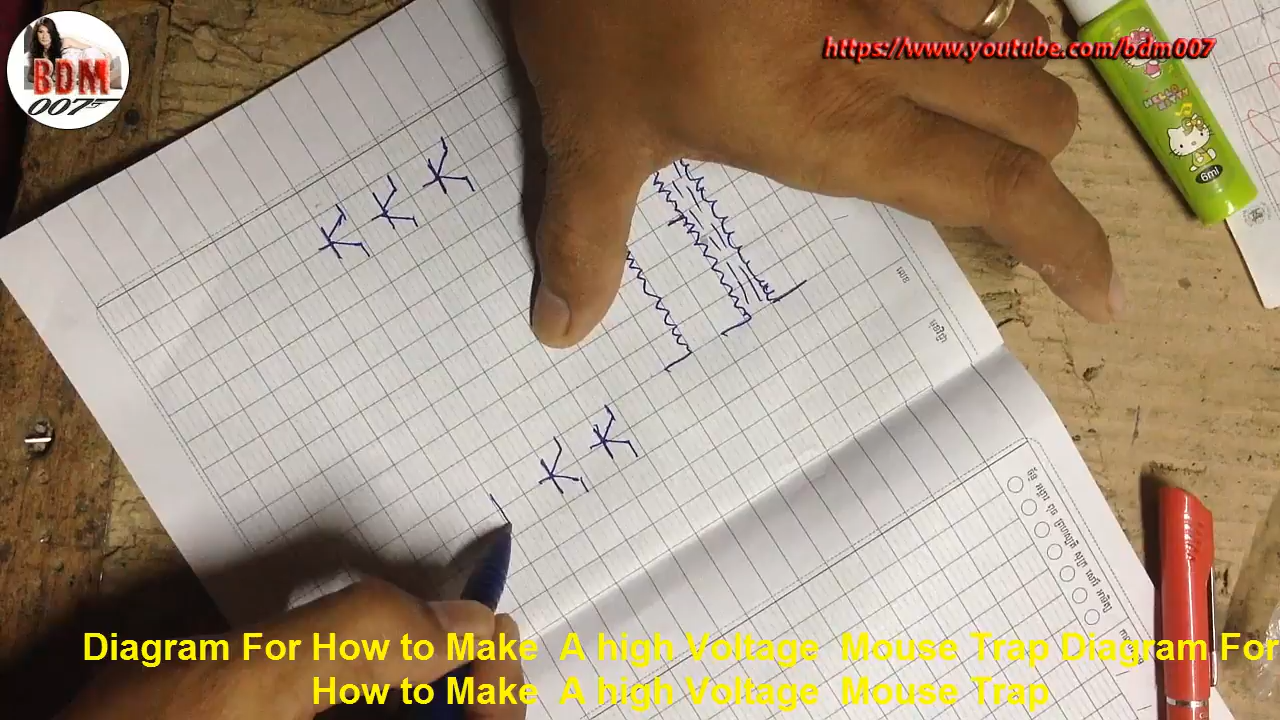 BDM
007
https://www.youtube.com/bdm007
HELLO
KITTY
6ml
Diagram For How to Make A high Voltage Mouse Trap Diagram For
How to Make A high Voltage Mouse Trap